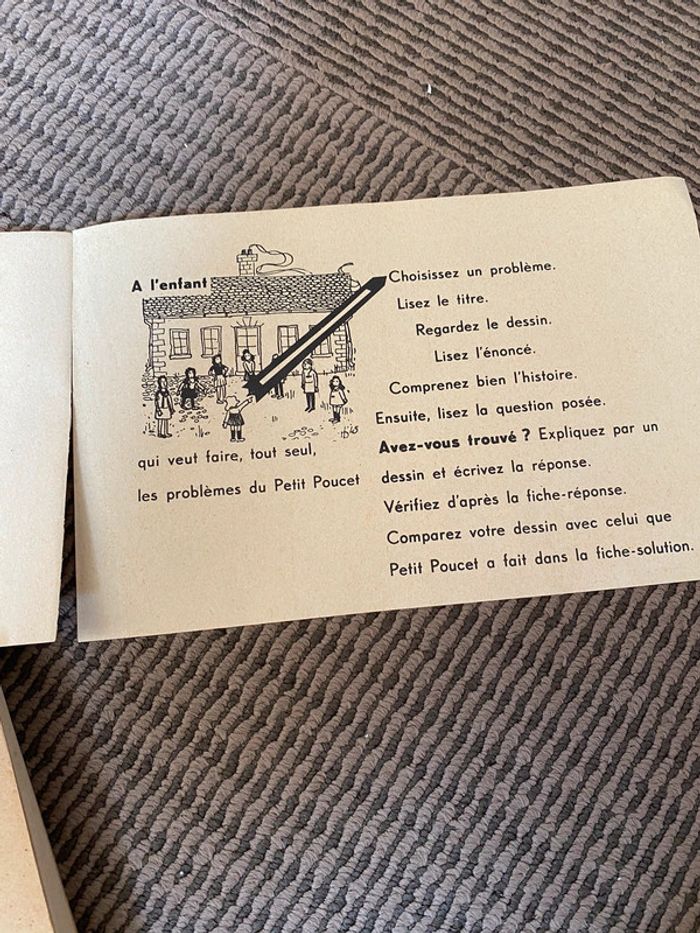 A l'enfant
qui veut faire, tout seul,
les problèmes du Petit Poucet
Choisissez un problème.
Lisez le titre.
Regardez le dessin.
Lisez l'énoncé.
Comprenez bien l'histoire.
Ensuite, lisez la question posée.
Avez-vous trouvé ? Expliquez par un
dessin et écrivez la réponse.
Vérifiez d'après la fiche-réponse.
Comparez votre dessin avec celui que
Petit Poucet a fait dans la fiche-solution.